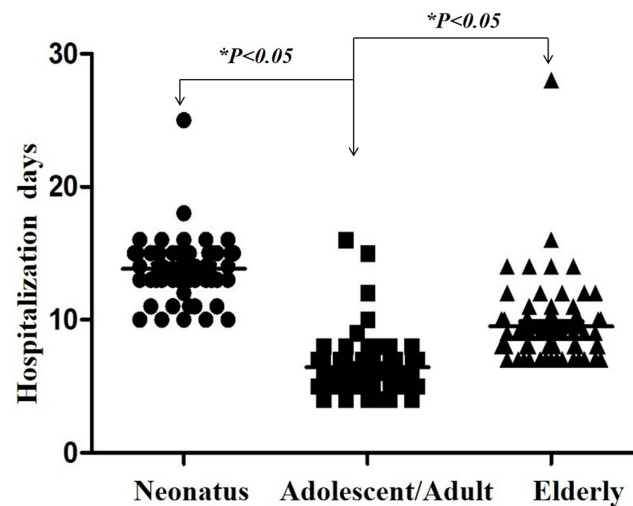 *P<0.05
*P<0.05
30
20
10
0
Hospitalization days
Neonatus Adolescent/Adult Elderly